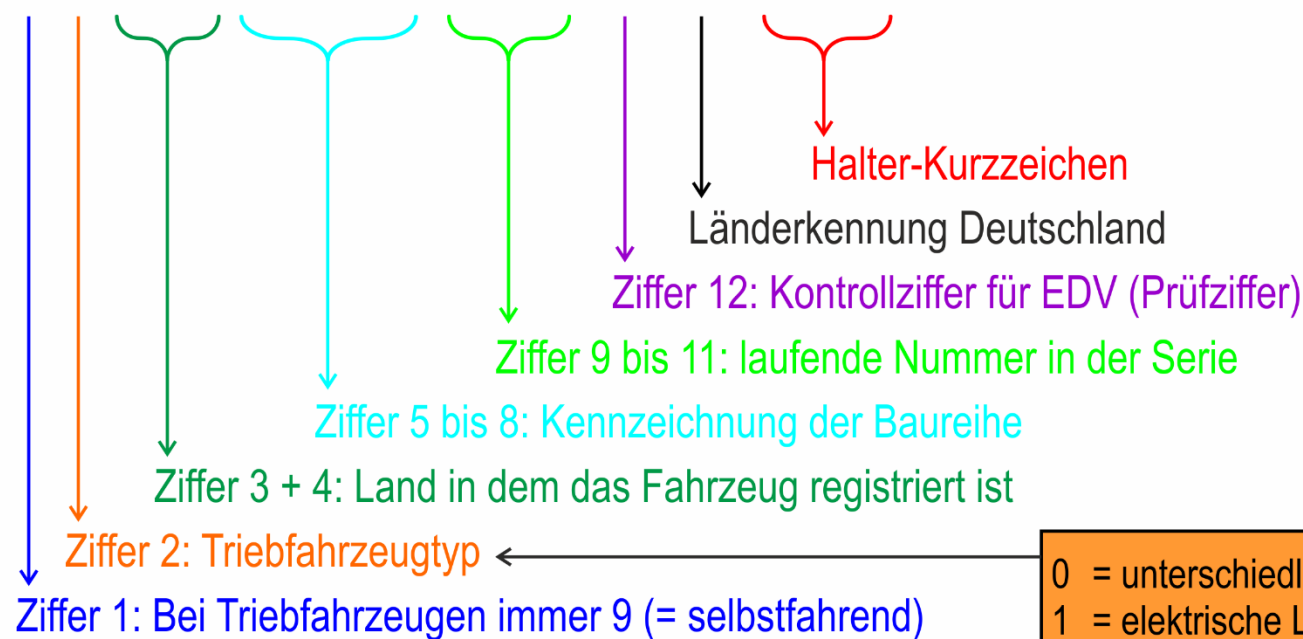 Halter-Kurzzeichen
Länderkennung Deutschland
Ziffer 12: Kontrollziffer für EDV (Prüfziffer)
Ziffer 9 bis 11: laufende Nummer in der Serie
Ziffer 5 bis 8: Kennzeichnung der Baureihe
Ziffer 3 + 4: Land in dem das Fahrzeug registriert ist
Ziffer 2: Triebfahrzeugtyp
0 = unterschiedl
1 = elektrische L
Ziffer 1: Bei Triebfahrzeugen immer 9 (= selbstfahrend)